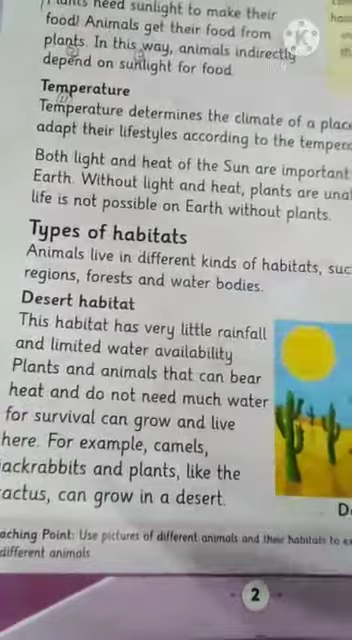 Plants need sunlight to make their
food! Animals get their food from
plants. In this way, animals indirectly
depend on sunlight for food.
Temperature
Temperature determines the climate of a place
adapt their lifestyles according to the
Both light and heat of the Sun are important
Earth. Without light and heat, plants are
life is not possible on Earth without plants.
Types of habitats
Animals live in different kinds of habitats, suc
regions, forests and water bodies.
Desert habitat
This habitat has very little rainfall
and limited water availability
Plants and animals that can bear
heat and do not need much water
for survival can grow and live
here. For example, camels,
jackrabbits and plants, like the
cactus, can grow in a desert.
D
aching Point: Use pictures of different animals and their habitats to
different animals
2
K